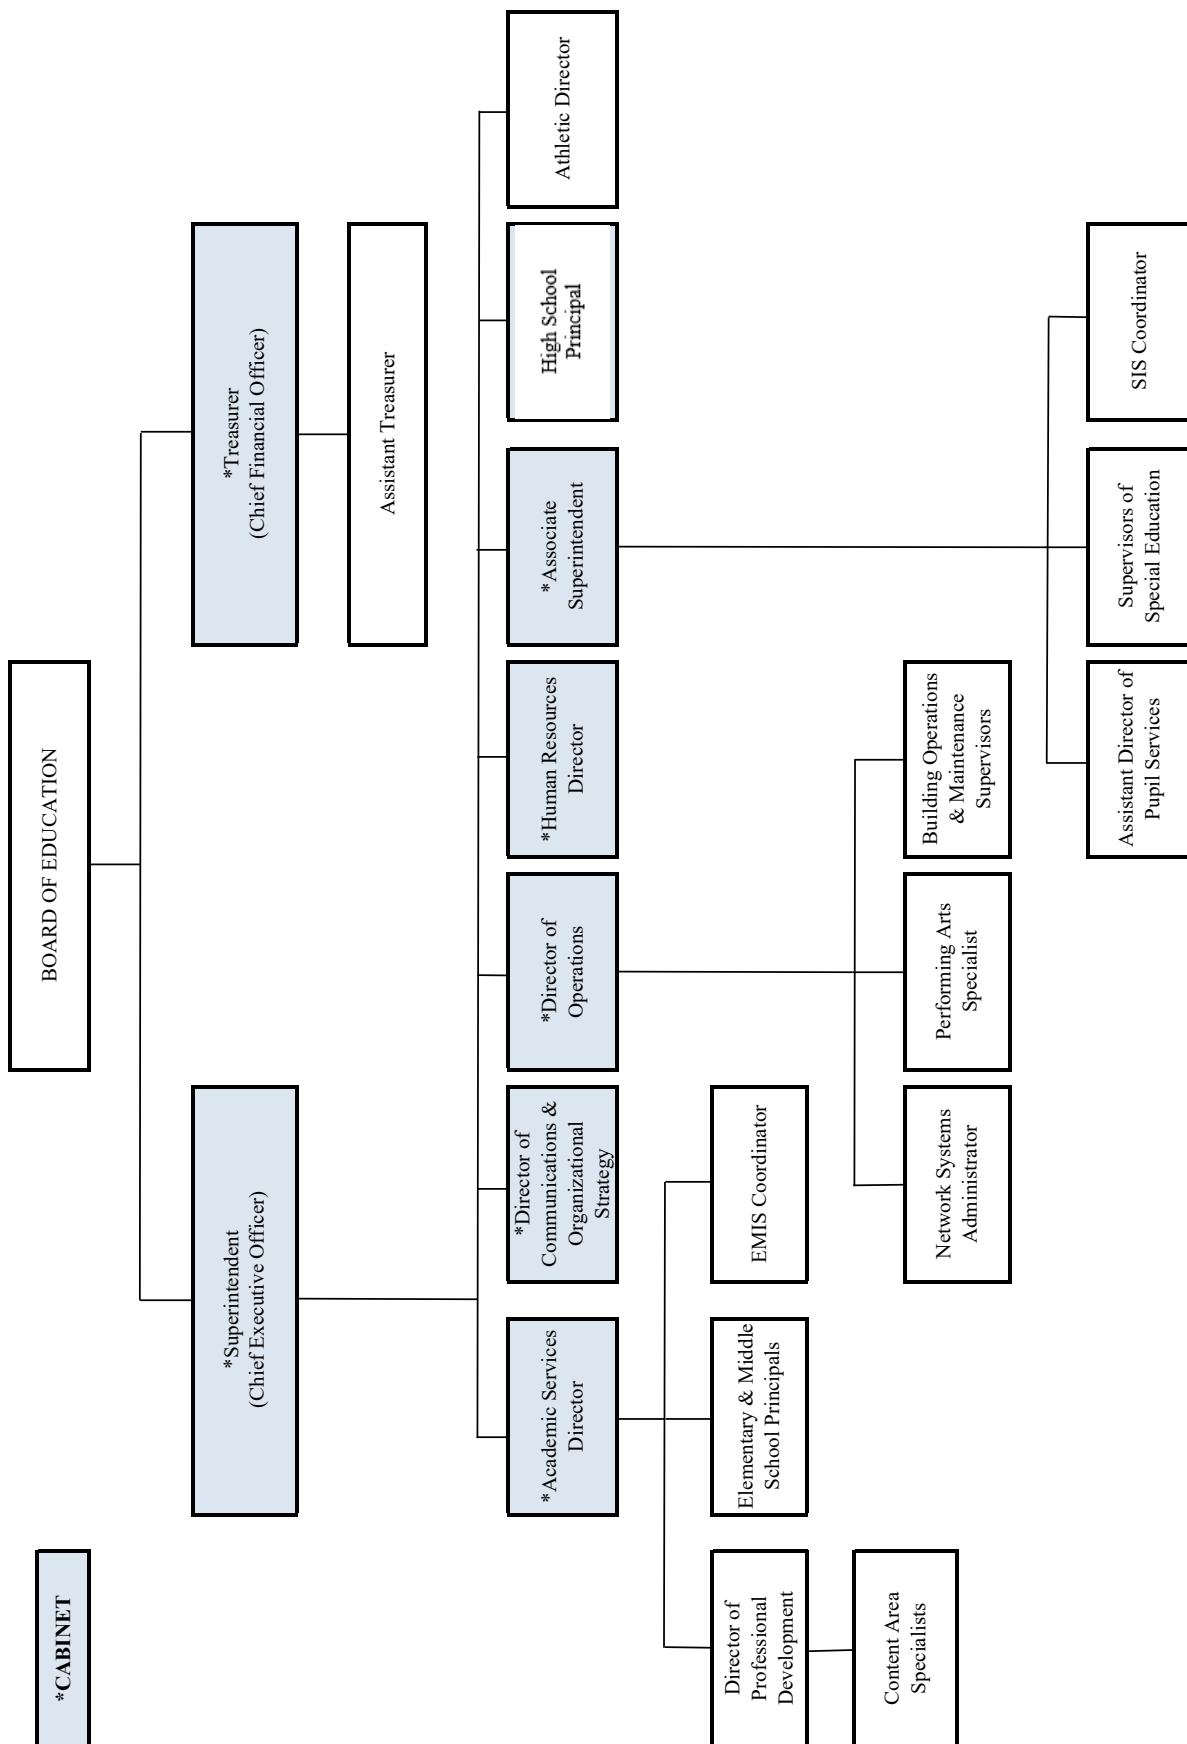 *CABINET
BOARD OF EDUCATION
*Superintendent
(Chief Executive Officer)
*Treasurer
(Chief Financial Officer)
Assistant Treasurer
*Academic Services
Director
*Director of
Communications &
Organizational
Strategy
*Director of
Operations
*Human Resources
Director
*Associate
Superintendent
High School
Principal
Athletic Director
Director of
Professional
Development
Elementary & Middle
School Principals
EMIS Coordinator
Content Area
Specialists
Network Systems
Administrator
Performing Arts
Specialist
Building Operations
& Maintenance
Supervisors
Assistant Director of
Pupil Services
Supervisors of
Special Education
SIS Coordinator